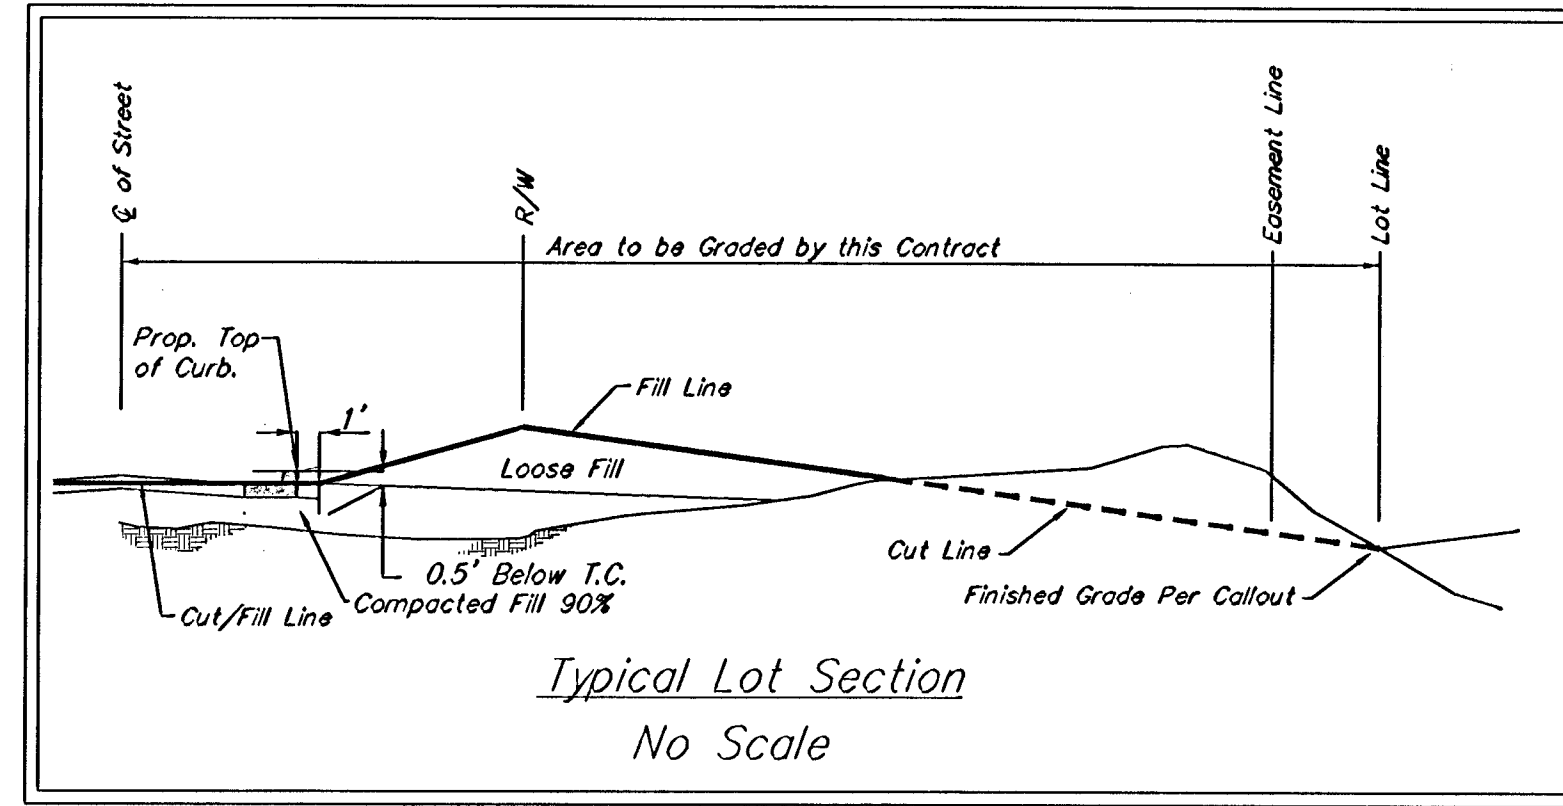 ℄ of Street
R/W
Easement Line
Lot Line
Area to be Graded by this Contract
Prop. Top
of Curb.
1'
Fill Line
Loose Fill
0.5' Below T.C.
Compacted Fill 90%
Cut/Fill Line
Cut Line
Finished Grade Per Callout
Typical Lot Section
No Scale